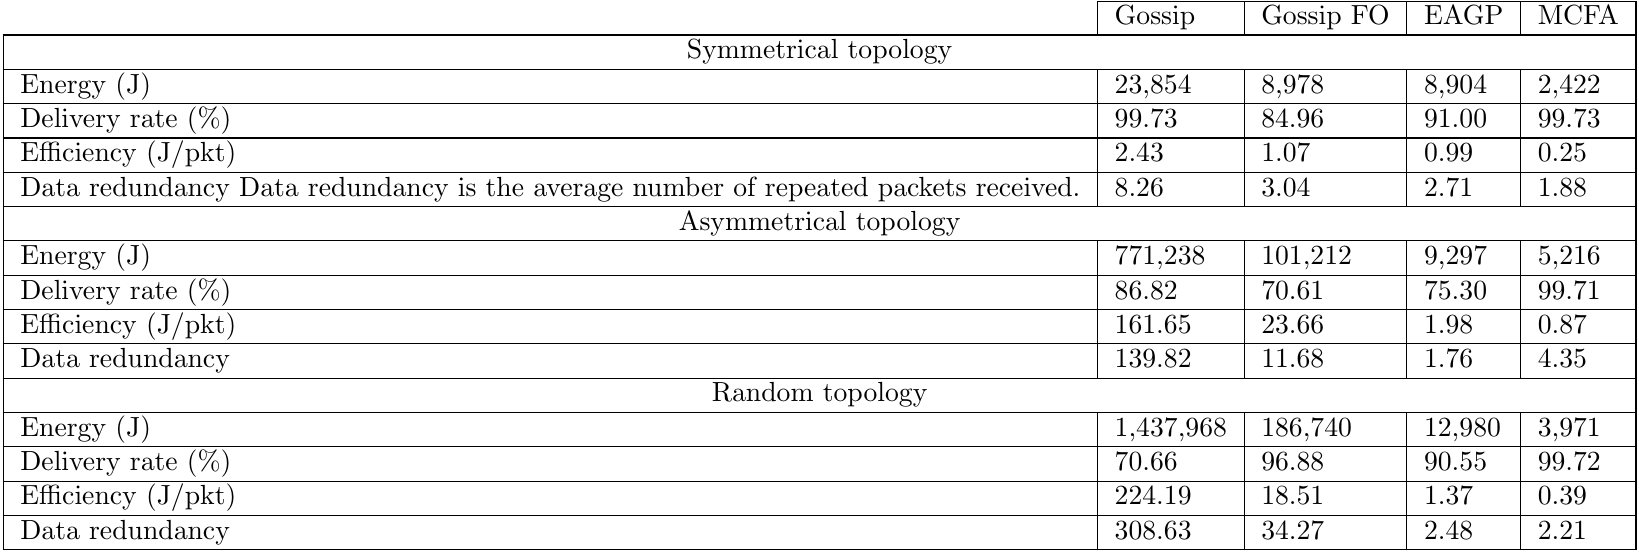 Gossip Gossip FO EAGP MCFA
Symmetrical topology
Energy (J) 23,854 8,978 8,904 2,422
Delivery rate (%) 99.73 84.96 91.00 99.73
Efficiency (J/pkt) 2.43 1.07 0.99 0.25
Data redundancy Data redundancy is the average number of repeated packets received. 8.26 3.04 2.71 1.88
Asymmetrical topology
Energy (J) 771,238 101,212 9,297 5,216
Delivery rate (%) 86.82 70.61 75.30 99.71
Efficiency (J/pkt) 161.65 23.66 1.98 0.87
Data redundancy 139.82 11.68 1.76 4.35
Random topology
Energy (J) 1,437,968 186,740 12,980 3,971
Delivery rate (%) 70.66 96.88 90.55 99.72
Efficiency (J/pkt) 224.19 18.51 1.37 0.39
Data redundancy 308.63 34.27 2.48 2.21